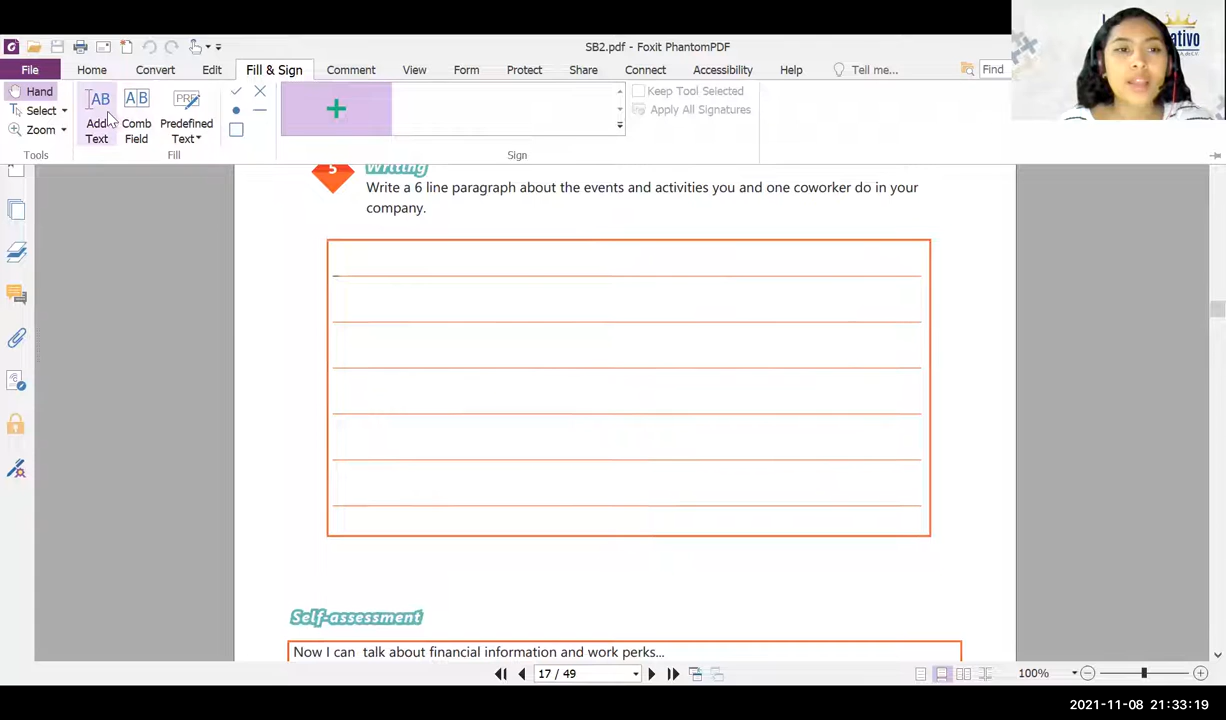 SB2.pdf - Foxit PhantomPDF
File Home Convert Edit Fill & Sign Comment View Form Protect Share Connect Accessibility Help Tell me... Find
Hand
Select
Zoom
Tools
Add Text
Comb Field
Predefined Text
Fill
Keep Tool Selected
Apply All Signatures
Sign
5 Writing
Write a 6 line paragraph about the events and activities you and one coworker do in your
company.
Self-assessment
Now I can talk about financial information and work perks...
17 / 49
100%
2021-11-08 21:33:19